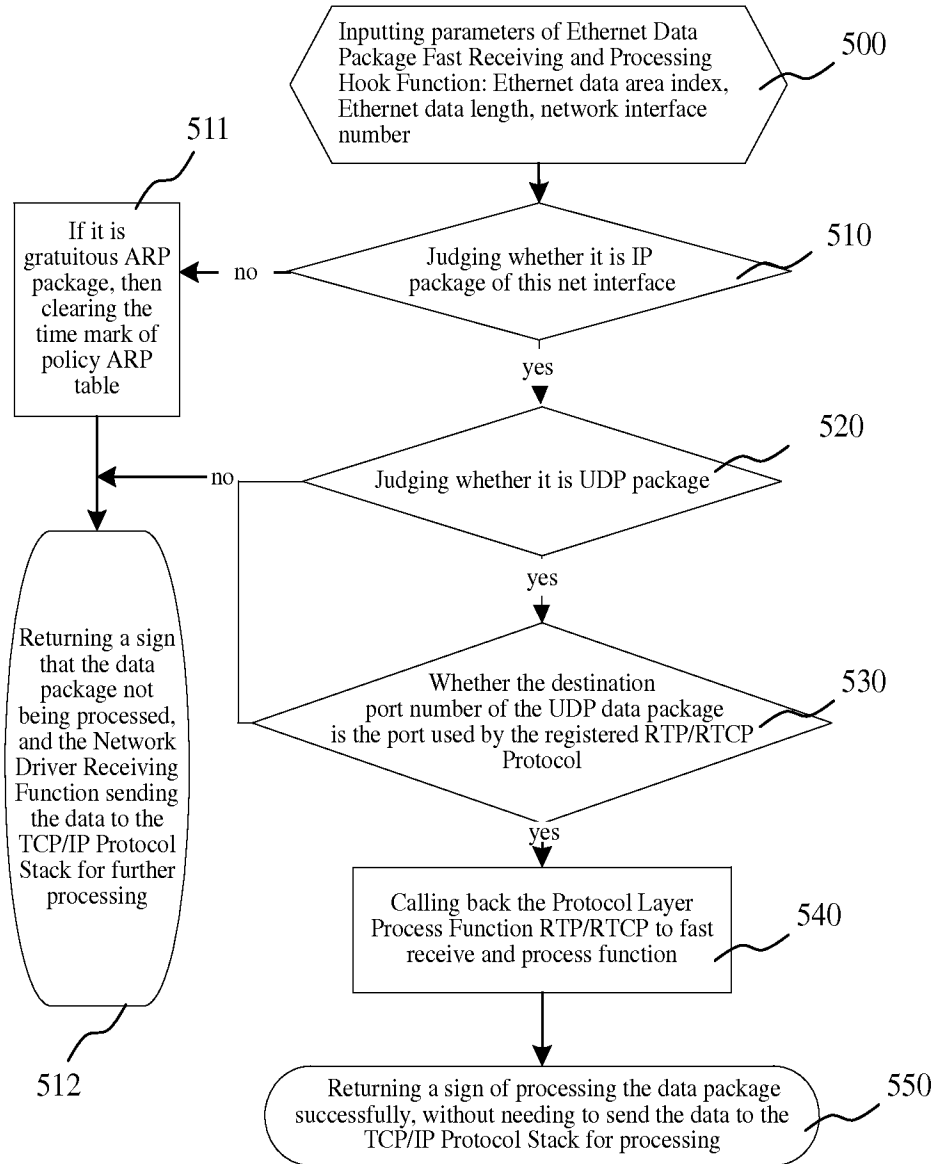 Inputting parameters of Ethernet Data
Package Fast Receiving and Processing
Hook Function: Ethernet data area index,
Ethernet data length, network interface
number
500
511
If it is
gratuitous ARP
package, then
clearing the
time mark of
policy ARP
table
no
Judging whether it is IP
package of this net interface
510
yes
520
Judging whether it is UDP package
no
yes
Returning a sign
that the data
package not
being processed,
and the Network
Driver Receiving
Function sending
the data to the
TCP/IP Protocol
Stack for further
processing
512
Whether the destination
port number of the UDP data package
is the port used by the registered RTP/RTCP
Protocol
530
yes
Calling back the Protocol Layer
Process Function RTP/RTCP to fast
receive and process function
540
Returning a sign of processing the data package
successfully, without needing to send the data to the
TCP/IP Protocol Stack for processing
550